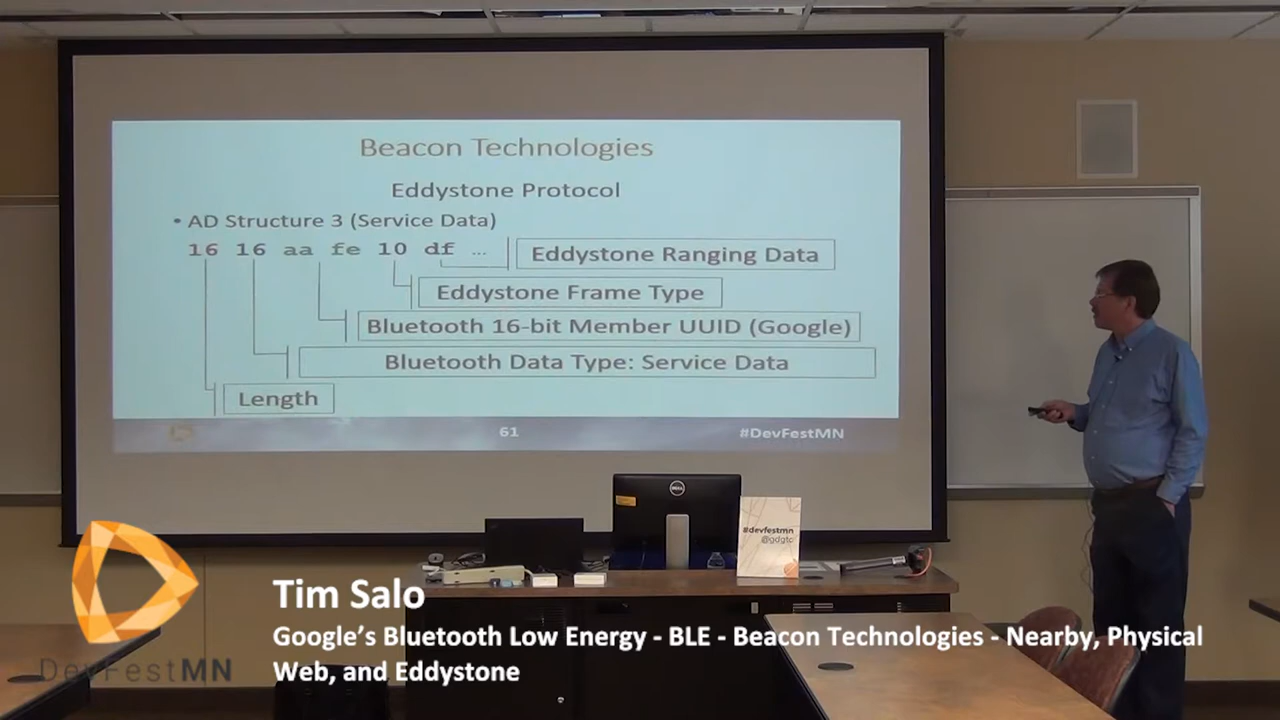 Beacon Technologies
Eddystone Protocol
• AD Structure 3 (Service Data)
16 16 aa fe 10 df ...
Eddystone Ranging Data
Eddystone Frame Type
Bluetooth 16-bit Member UUID (Google)
Bluetooth Data Type: Service Data
Length
61
#DevFestMN
DELL
#devfestmn
@gdgtc
Tim Salo
Google's Bluetooth Low Energy - BLE - Beacon Technologies - Nearby, Physical
Web, and Eddystone
DevFestMN